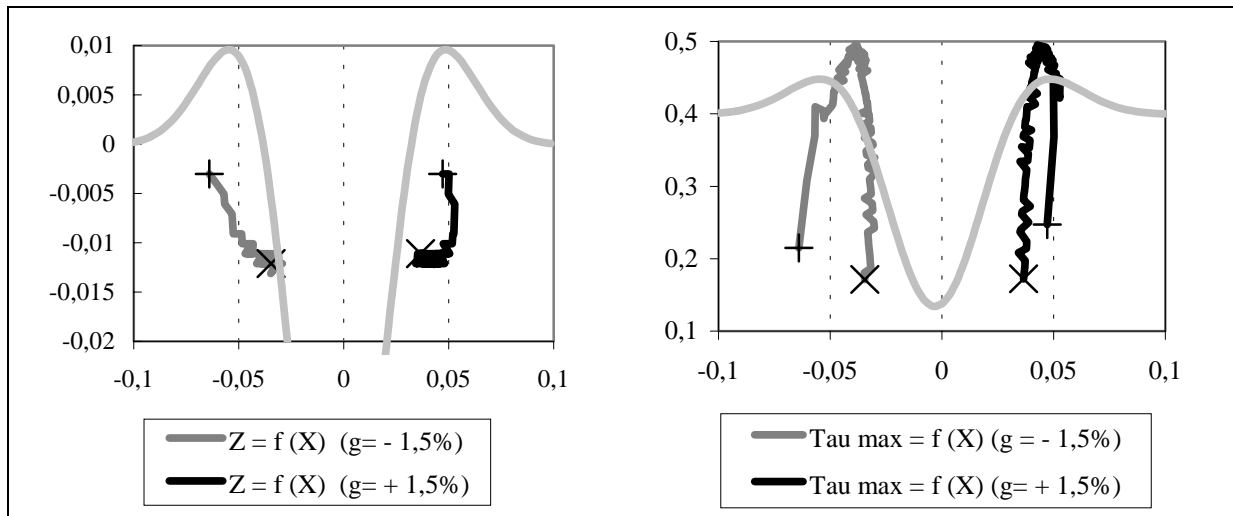 0,01
0,005
0
-0,005
-0,01
-0,015
-0,02
-0,1 -0,05 0 0,05 0,1
Z = f (X) (g= - 1,5%)
Z = f (X) (g= + 1,5%)
0,5
0,4
0,3
0,2
0,1
-0,1 -0,05 0 0,05 0,1
Tau max = f (X) (g = - 1,5%)
Tau max = f (X) (g= + 1,5%)